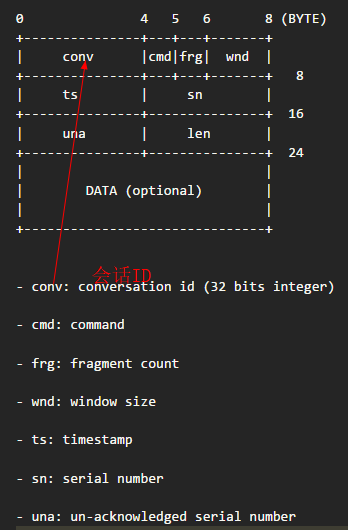 0 4 5 6 8 (BYTE)
+---------------+---+---+-------+
| conv |cmd|frg| wnd |
+---------------+---+---+-------+ 8
| ts | sn |
+---------------+---------------+ 16
| una | len |
+---------------+---------------+ 24
| |
| DATA (optional) |
| |
+-------------------------------+
会话ID
- conv: conversation id (32 bits integer)
- cmd: command
- frg: fragment count
- wnd: window size
- ts: timestamp
- sn: serial number
- una: un-acknowledged serial number